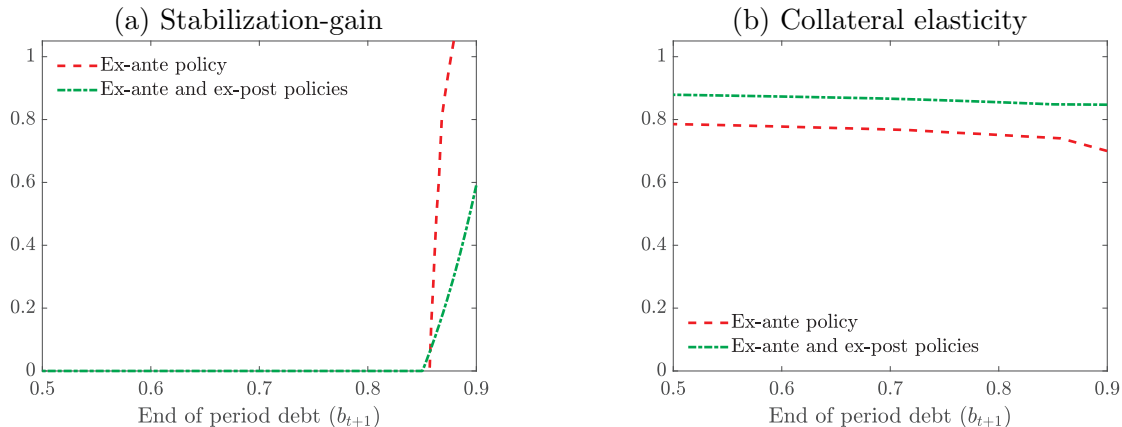 (a) Stabilization-gain
1
0.8
0.6
0.4
0.2
0
0.5
0.6
0.7
0.8
0.9
Ex-ante policy
Ex-ante and ex-post policies
End of period debt (b_{t+1})
(b) Collateral elasticity
1
0.8
0.6
0.4
0.2
0
0.5
0.6
0.7
0.8
0.9
Ex-ante policy
Ex-ante and ex-post policies
End of period debt (b_{t+1})